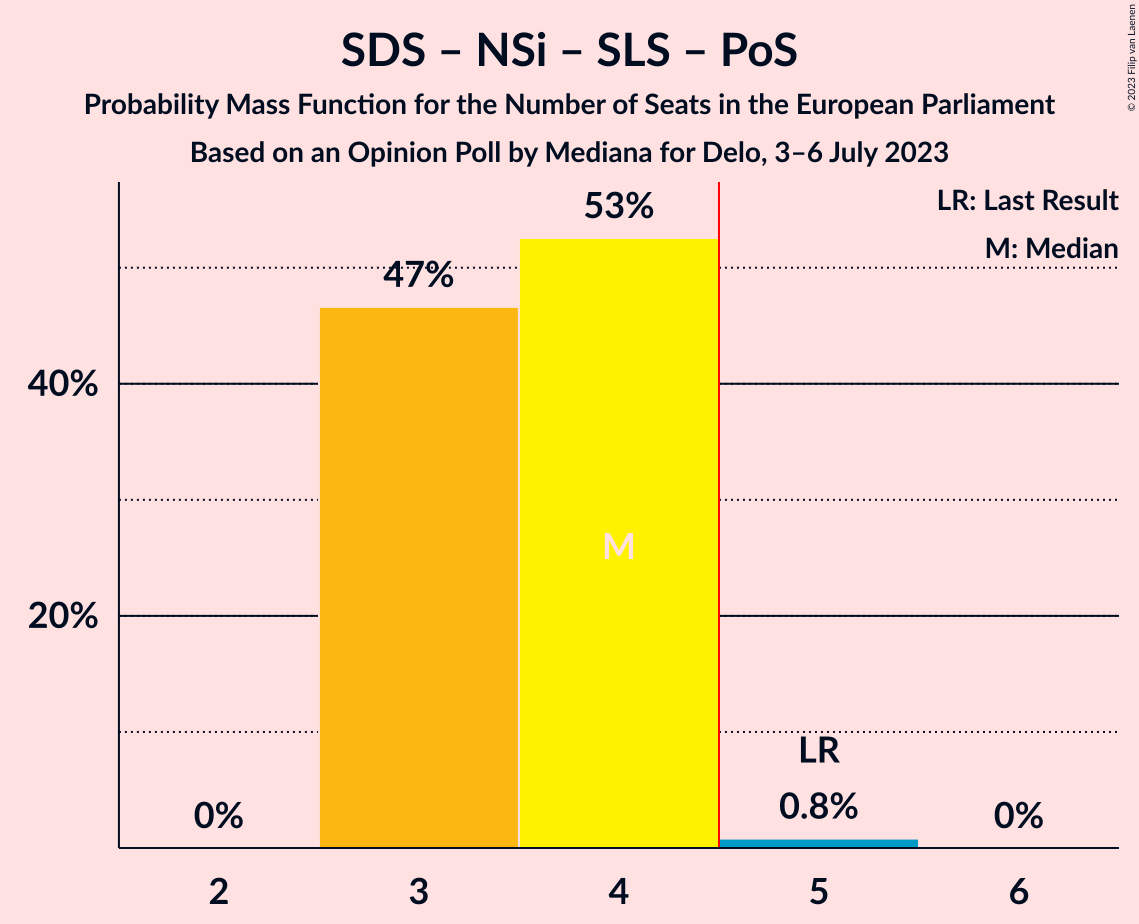 SDS – NSi – SLS – PoS
Probability Mass Function for the Number of Seats in the European Parliament
Based on an Opinion Poll by Mediana for Delo, 3–6 July 2023
© 2023 Filip van Laenen
LR: Last Result
M: Median
53%
47%
40%
M
20%
LR
0% 0.8% 0%
2 3 4 5 6